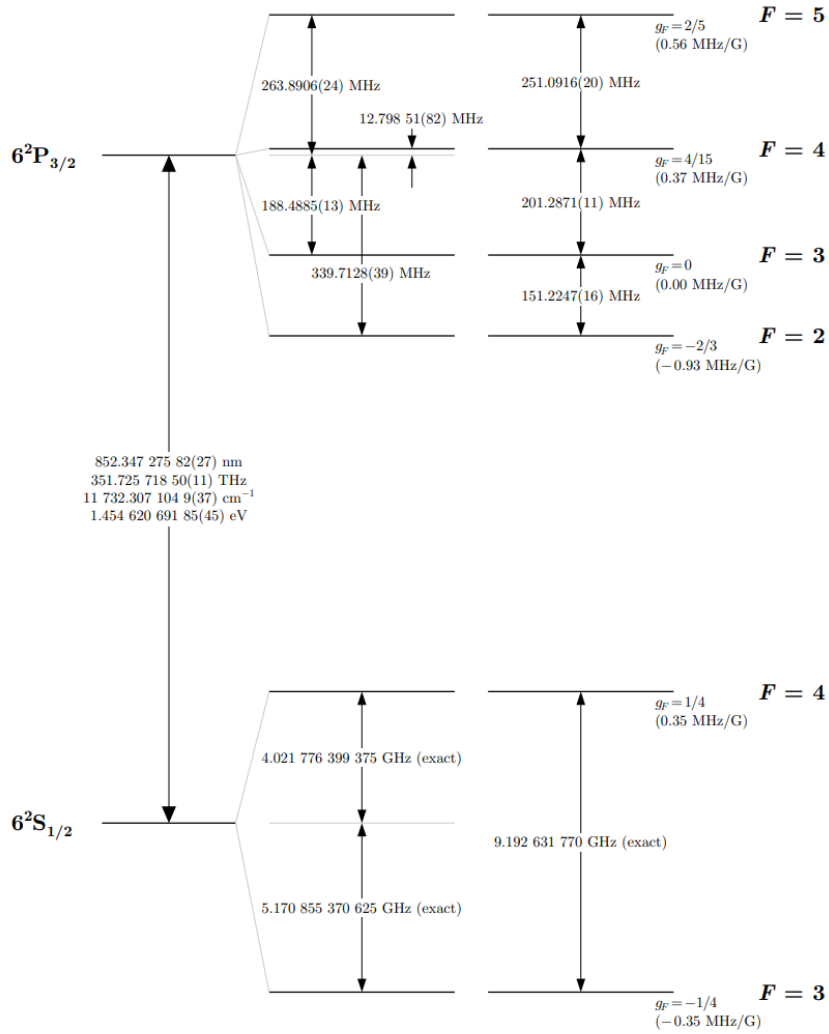 F = 5
g_F = 2/5
(0.56 MHz/G)
263.8906(24) MHz
251.0916(20) MHz
12.798 51(82) MHz
6²P₃/₂
F = 4
g_F = 4/15
(0.37 MHz/G)
188.4885(13) MHz
201.2871(11) MHz
F = 3
g_F = 0
(0.00 MHz/G)
339.7128(39) MHz
151.2247(16) MHz
F = 2
g_F = −2/3
(−0.93 MHz/G)
852.347 275 82(27) nm
351.725 718 50(11) THz
11 732.307 104 9(37) cm⁻¹
1.454 620 691 85(45) eV
F = 4
g_F = 1/4
(0.35 MHz/G)
4.021 776 399 375 GHz (exact)
6²S₁/₂
9.192 631 770 GHz (exact)
5.170 855 370 625 GHz (exact)
F = 3
g_F = −1/4
(−0.35 MHz/G)